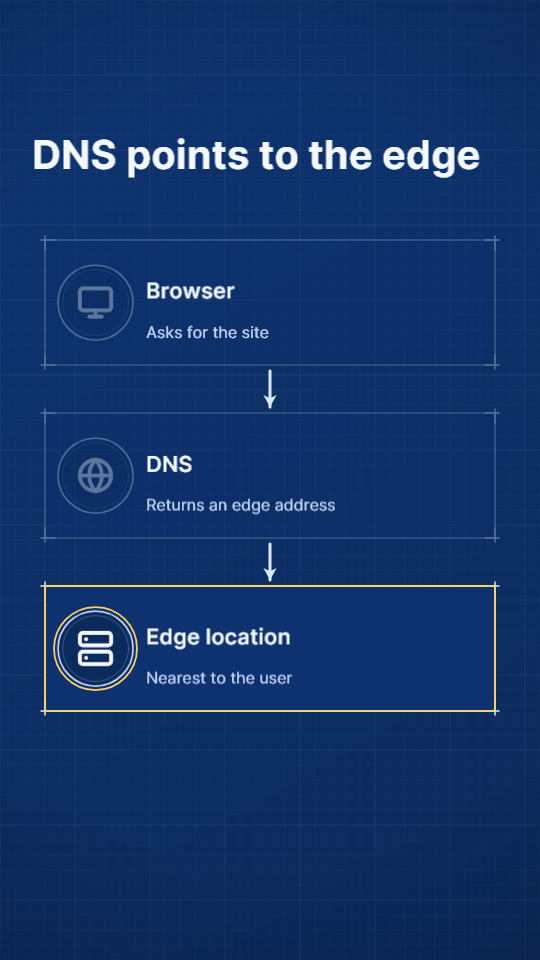 DNS points to the edge
Browser
Asks for the site
DNS
Returns an edge address
Edge location
Nearest to the user